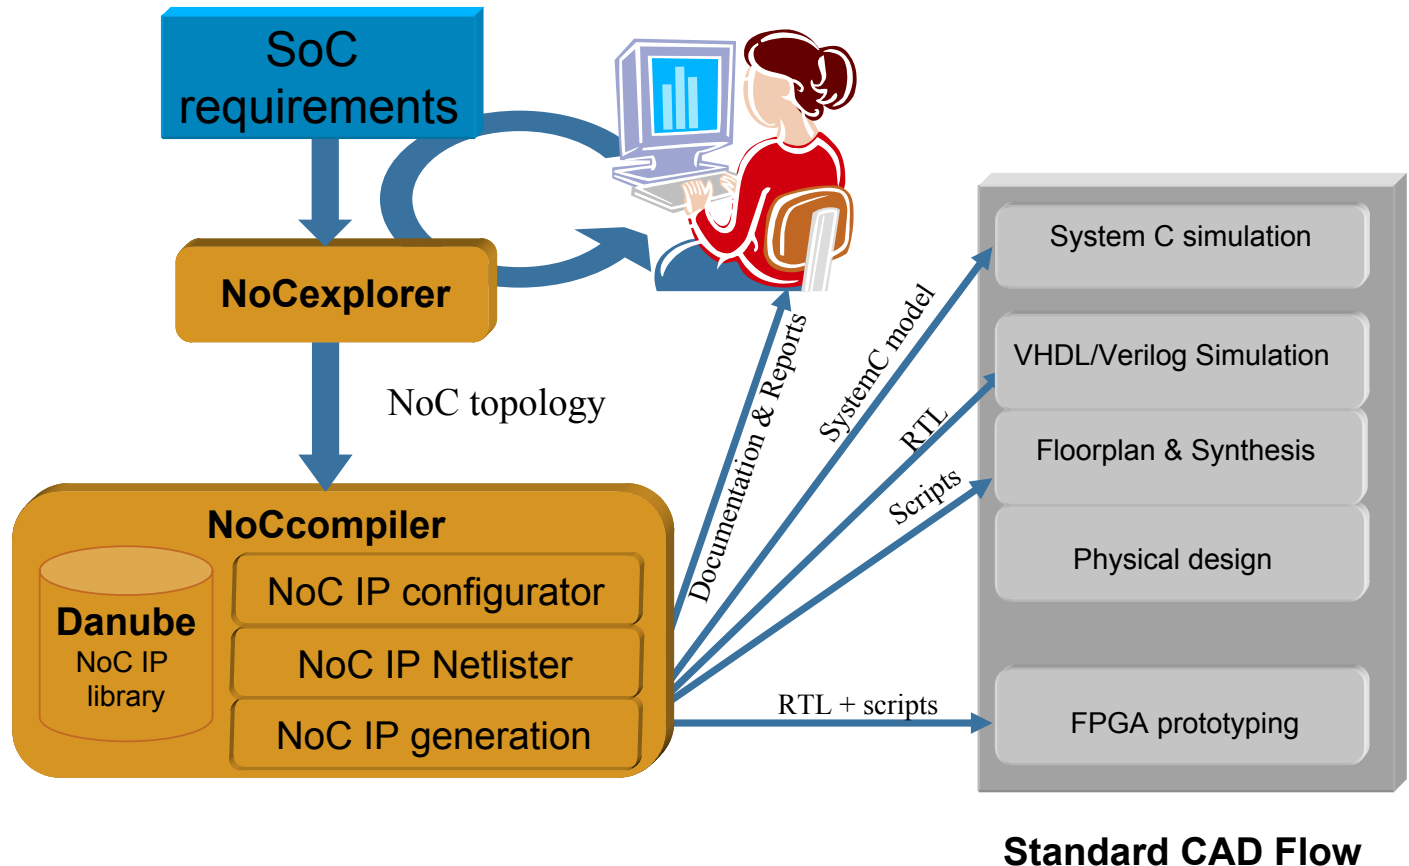 SoC
requirements
NoCexplorer
NoC topology
NoCcompiler
Danube
NoC IP
library
NoC IP configurator
NoC IP Netlister
NoC IP generation
Documentation & Reports
SystemC model
RTL
Scripts
RTL + scripts
System C simulation
VHDL/Verilog Simulation
Floorplan & Synthesis
Physical design
FPGA prototyping
Standard CAD Flow